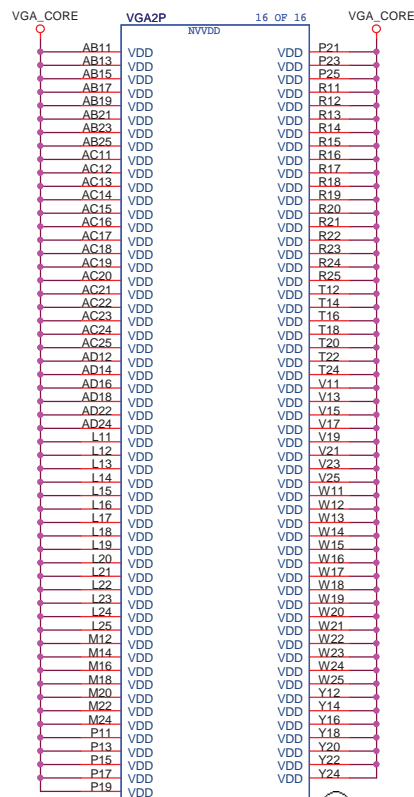 VGA_CORE VGA2P 16 OF 16 VGA_CORE
NVVDD
AB11 VDD VDD P21
AB13 VDD VDD P23
AB15 VDD VDD P25
AB17 VDD VDD R11
AB19 VDD VDD R12
AB21 VDD VDD R13
AB23 VDD VDD R14
AB25 VDD VDD R15
AC11 VDD VDD R16
AC12 VDD VDD R17
AC13 VDD VDD R18
AC14 VDD VDD R19
AC15 VDD VDD R20
AC16 VDD VDD R21
AC17 VDD VDD R22
AC18 VDD VDD R23
AC19 VDD VDD R24
AC20 VDD VDD R25
AC21 VDD VDD T12
AC22 VDD VDD T14
AC23 VDD VDD T16
AC24 VDD VDD T18
AC25 VDD VDD T20
AD12 VDD VDD T22
AD14 VDD VDD T24
AD16 VDD VDD V11
AD18 VDD VDD V13
AD22 VDD VDD V15
AD24 VDD VDD V17
L11 VDD VDD V19
L12 VDD VDD V21
L13 VDD VDD V23
L14 VDD VDD V25
L15 VDD VDD W11
L16 VDD VDD W12
L17 VDD VDD W13
L18 VDD VDD W14
L19 VDD VDD W15
L20 VDD VDD W16
L21 VDD VDD W17
L22 VDD VDD W18
L23 VDD VDD W19
L24 VDD VDD W20
L25 VDD VDD W21
M12 VDD VDD W22
M14 VDD VDD W23
M16 VDD VDD W24
M18 VDD VDD W25
M20 VDD VDD Y12
M22 VDD VDD Y14
M24 VDD VDD Y16
P11 VDD VDD Y18
P13 VDD VDD Y20
P15 VDD VDD Y22
P17 VDD VDD Y24
P19 VDD